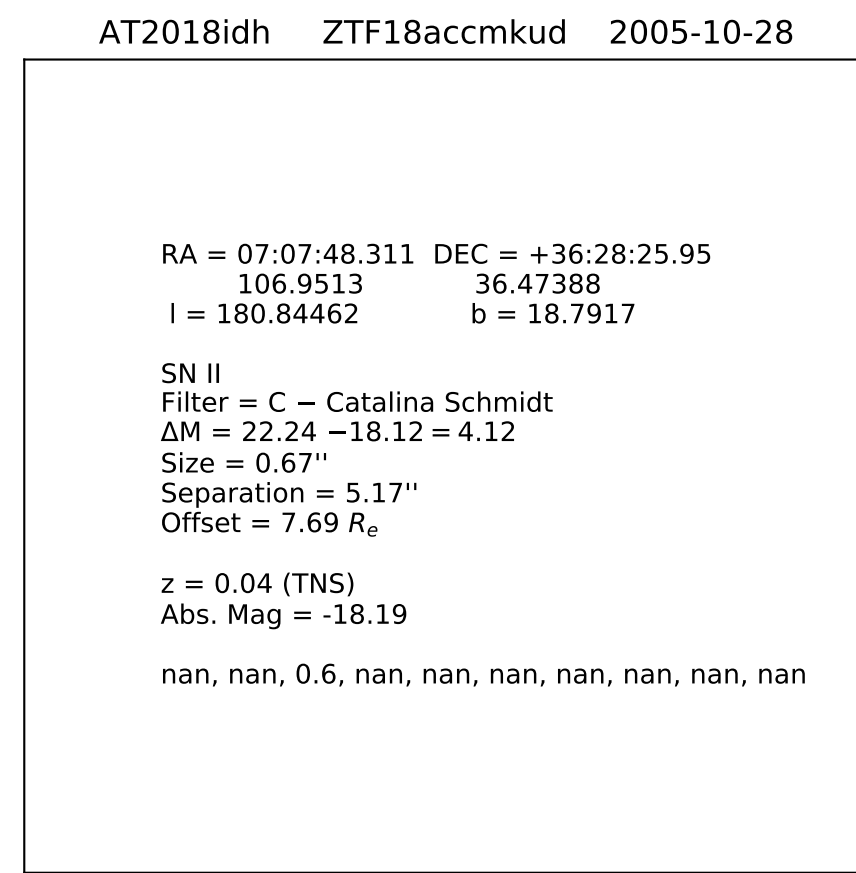 AT2018idh ZTF18accmkud 2005-10-28
RA = 07:07:48.311 DEC = +36:28:25.95
106.9513 36.47388
l = 180.84462 b = 18.7917
SN II
Filter = C − Catalina Schmidt
ΔM = 22.24 −18.12 = 4.12
Size = 0.67''
Separation = 5.17''
Offset = 7.69 Re
z = 0.04 (TNS)
Abs. Mag = -18.19
nan, nan, 0.6, nan, nan, nan, nan, nan, nan, nan